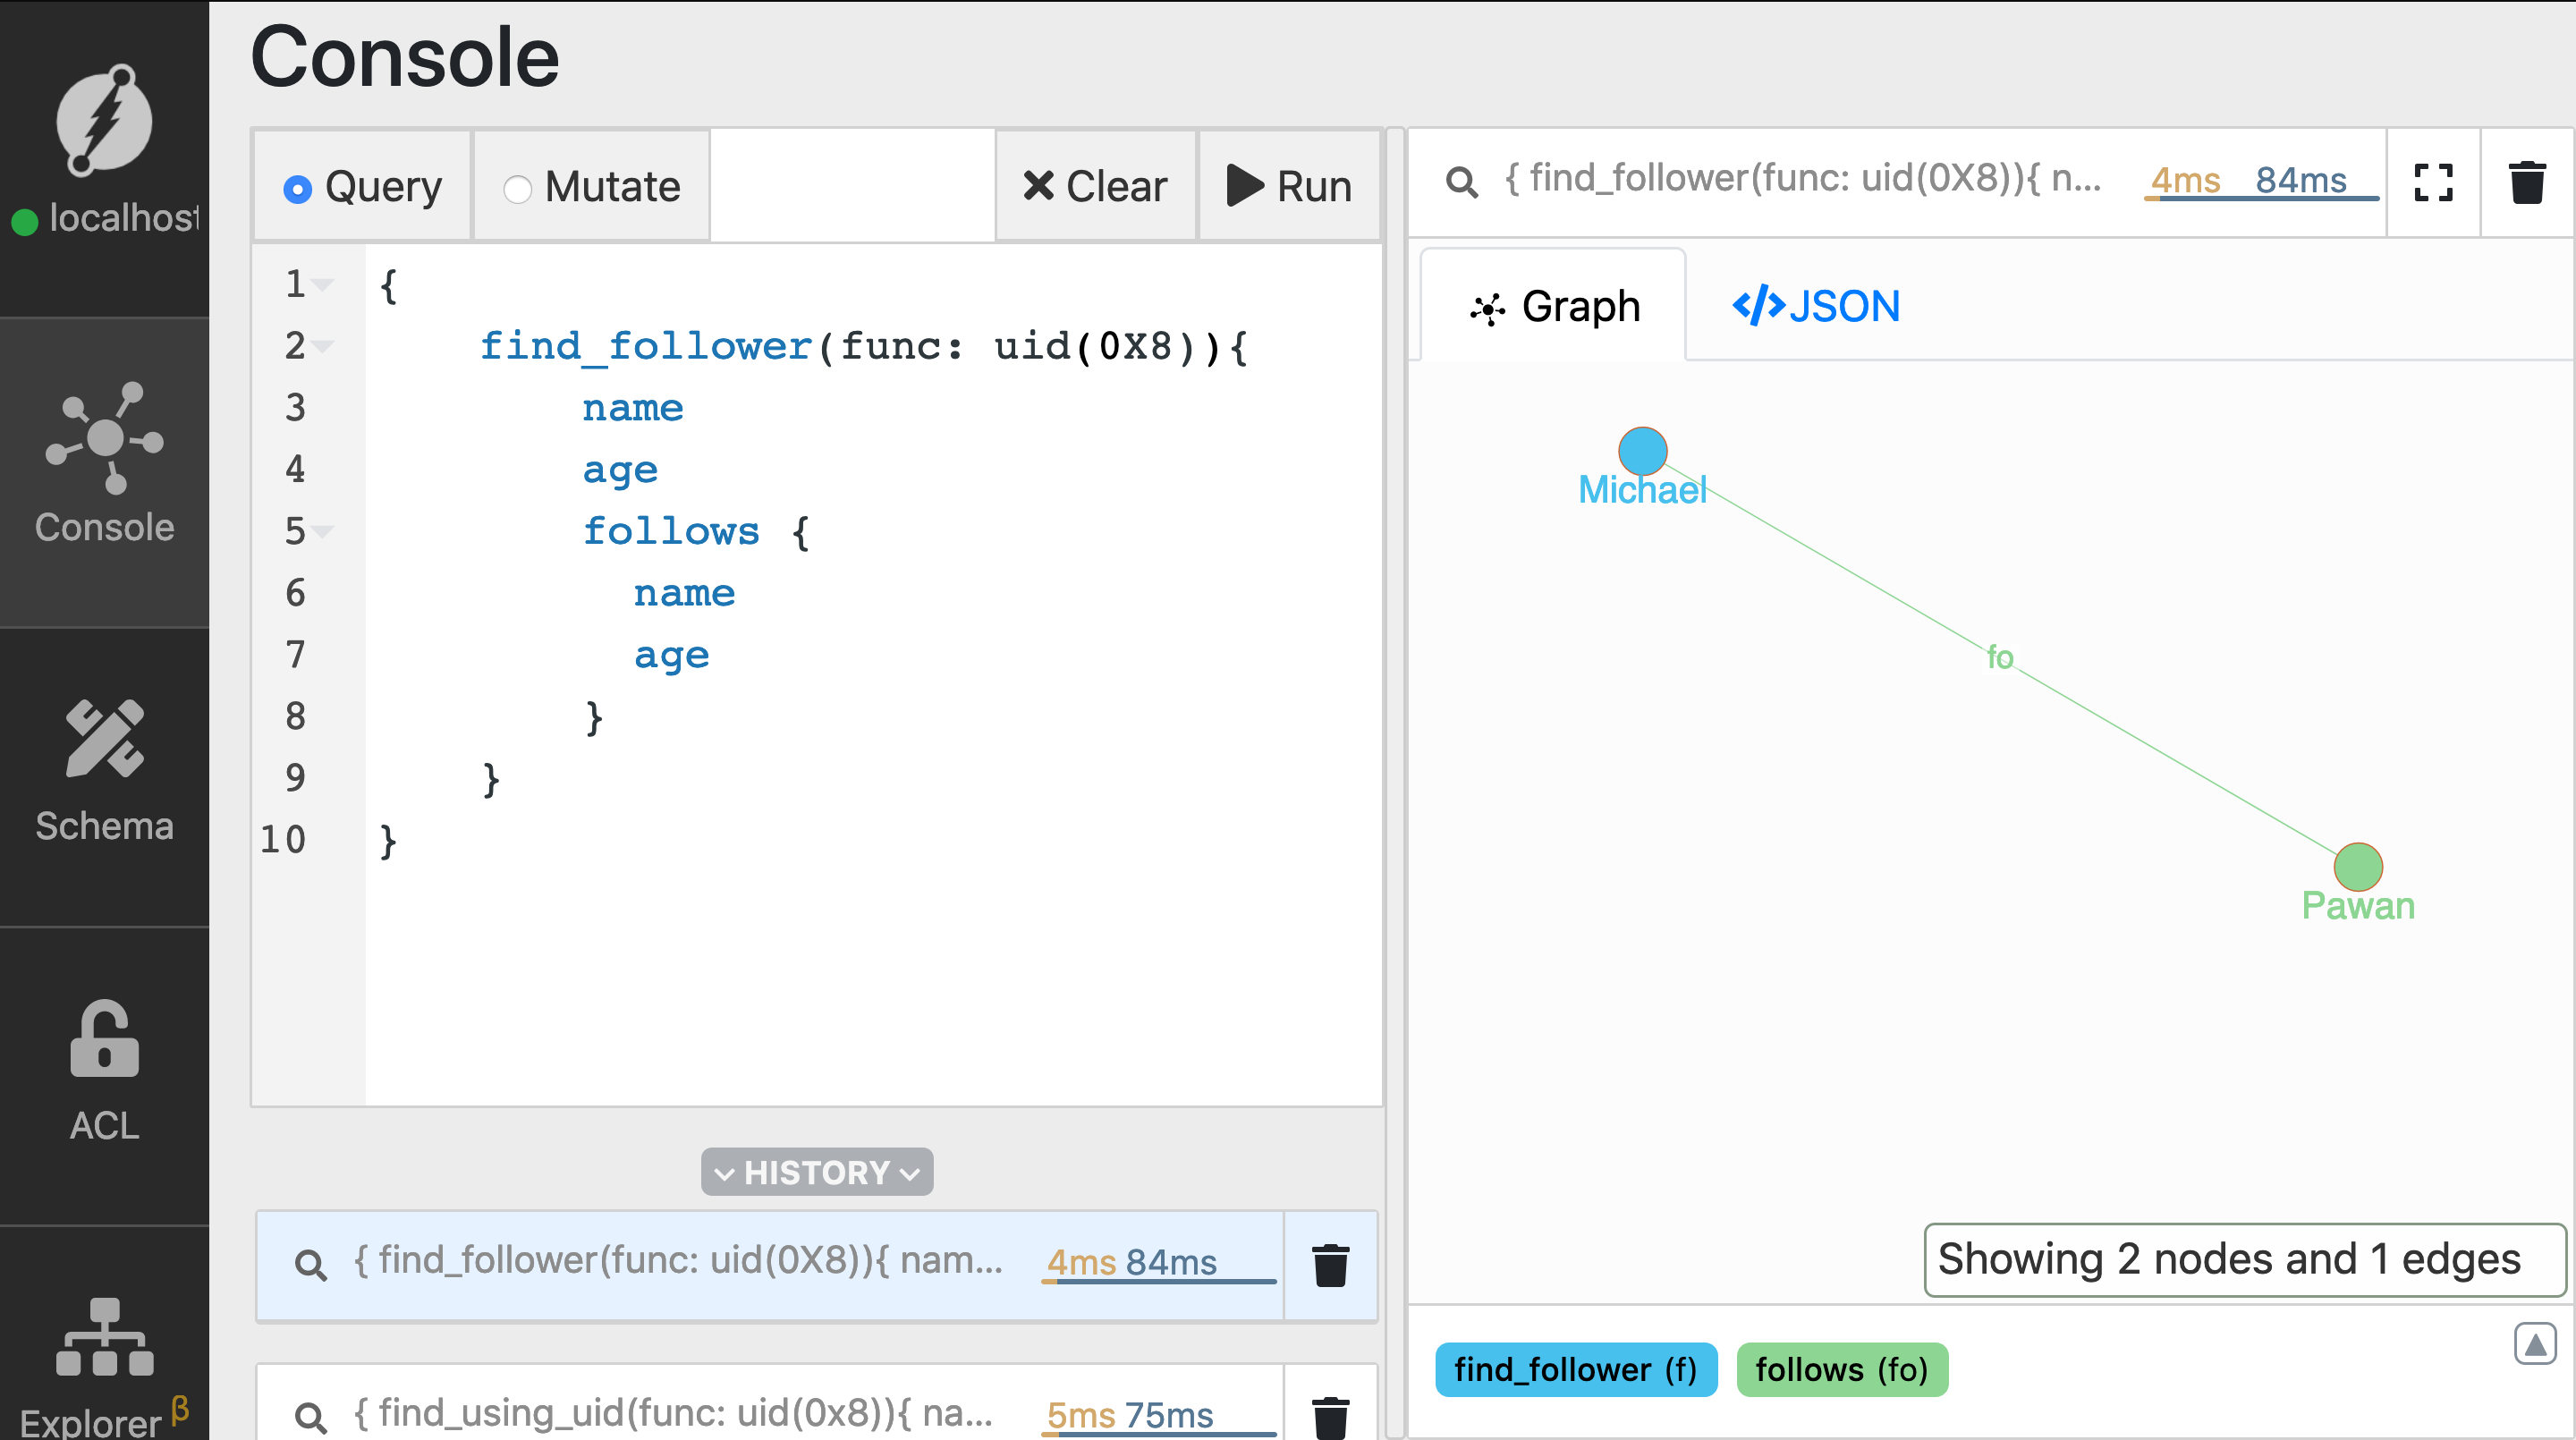 Console
localhost
Console
Schema
ACL
Explorer β
Query
Mutate
Clear
Run
1 {
2 find_follower(func: uid(0X8)){
3 name
4 age
5 follows {
6 name
7 age
8 }
9 }
10 }
HISTORY
{ find_follower(func: uid(0X8)){ nam... 4ms 84ms
{ find_using_uid(func: uid(0x8)){ na... 5ms 75ms
{ find_follower(func: uid(0X8)){ n... 4ms 84ms
Graph
</>JSON
Michael
fo
Pawan
Showing 2 nodes and 1 edges
find_follower (f)
follows (fo)